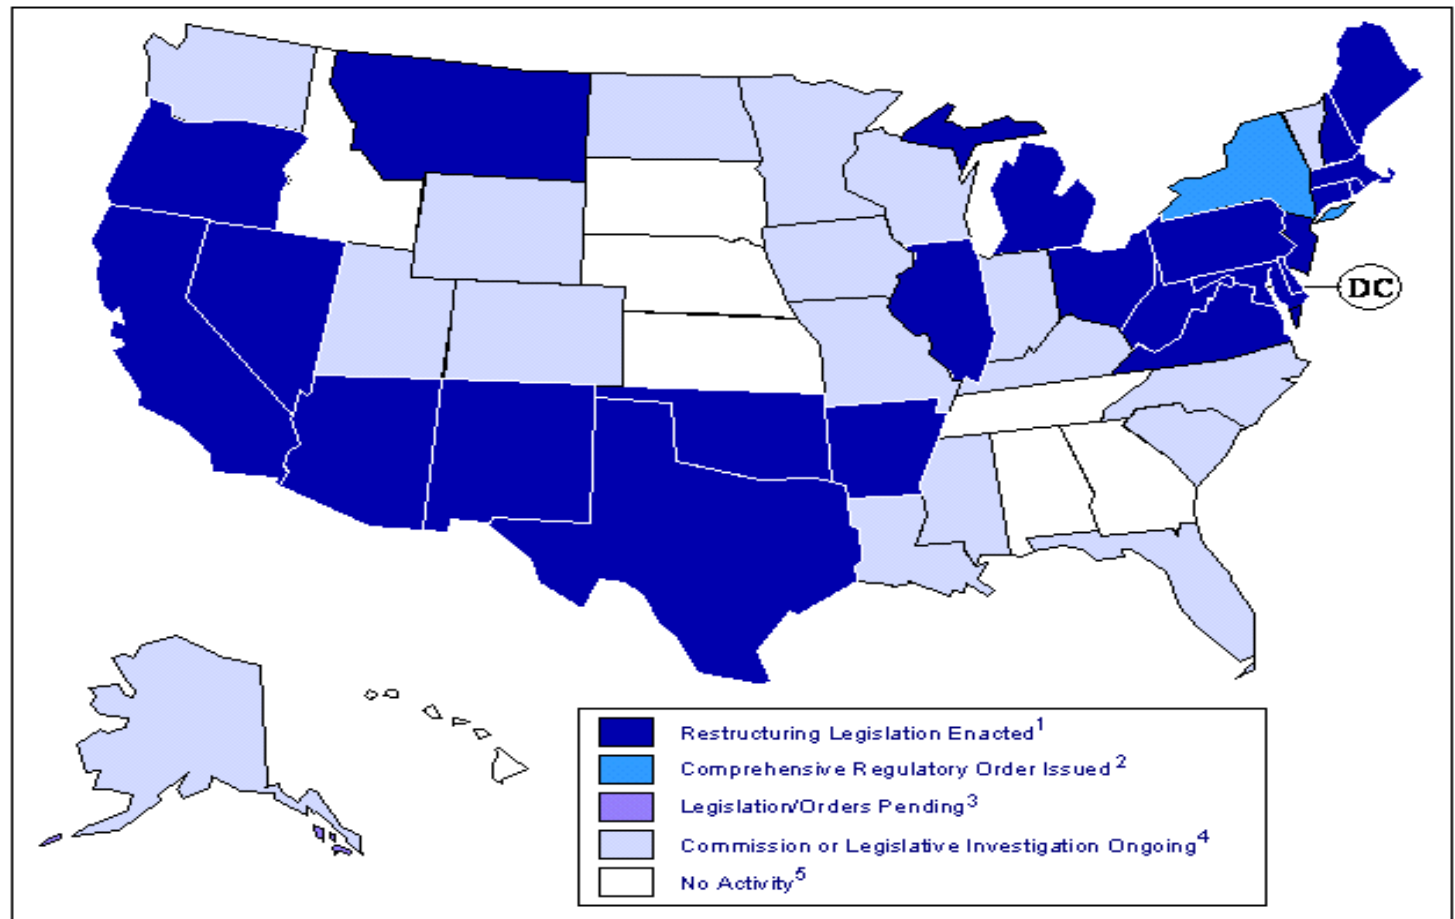 DC
Restructuring Legislation Enacted1
Comprehensive Regulatory Order Issued2
Legislation/Orders Pending3
Commission or Legislative Investigation Ongoing4
No Activity5